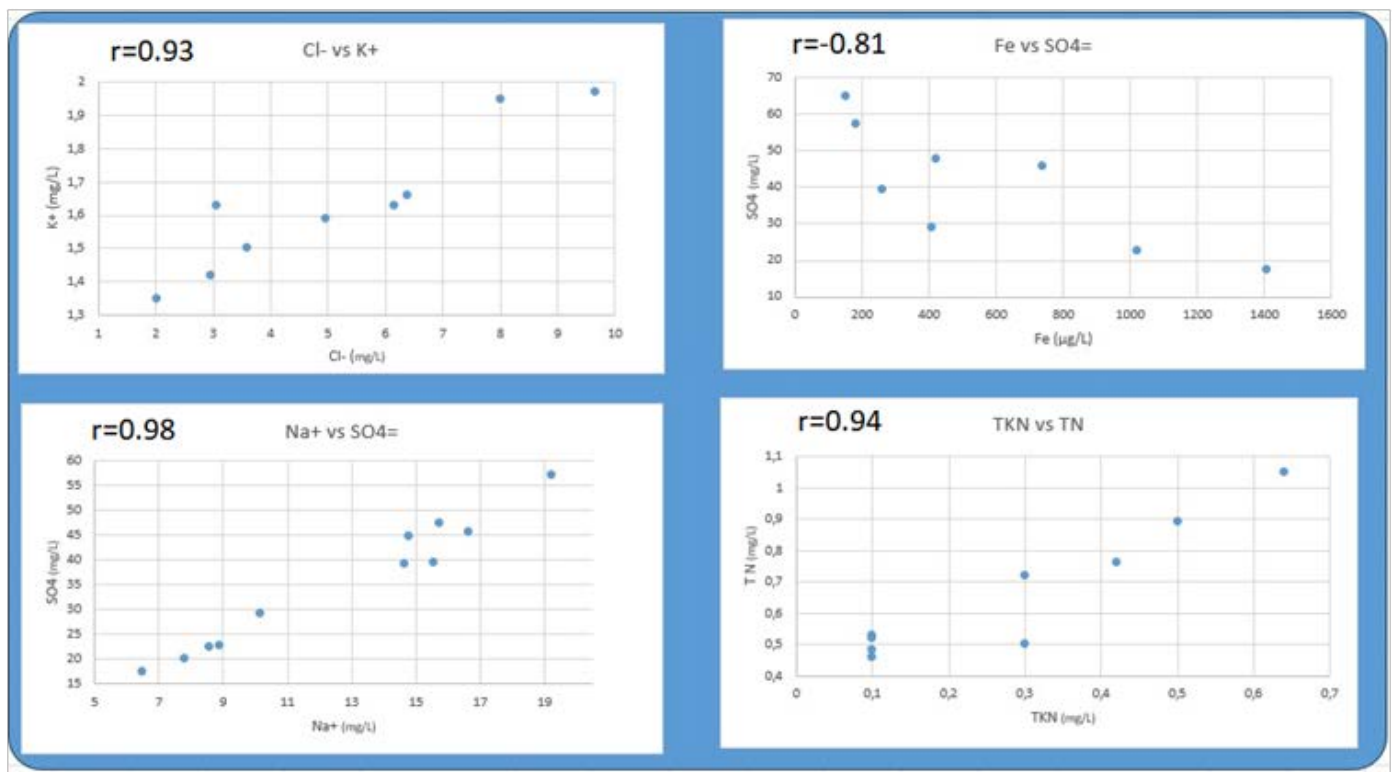 r=0.93 Cl- vs K+
2
1,9
1,8
1,7
1,6
1,5
1,4
1,3
K+ (mg/L)
1 2 3 4 5 6 7 8 9 10
Cl- (mg/L)
r=-0.81 Fe vs SO4=
70
60
50
40
30
20
10
SO4 (mg/L)
0 200 400 600 800 1000 1200 1400 1600
Fe (µg/L)
r=0.98 Na+ vs SO4=
60
55
50
45
40
35
30
25
20
15
SO4 (mg/L)
5 7 9 11 13 15 17 19
Na+ (mg/L)
r=0.94 TKN vs TN
1,1
1
0,9
0,8
0,7
0,6
0,5
0,4
T N (mg/L)
0 0,1 0,2 0,3 0,4 0,5 0,6 0,7
TKN (mg/L)